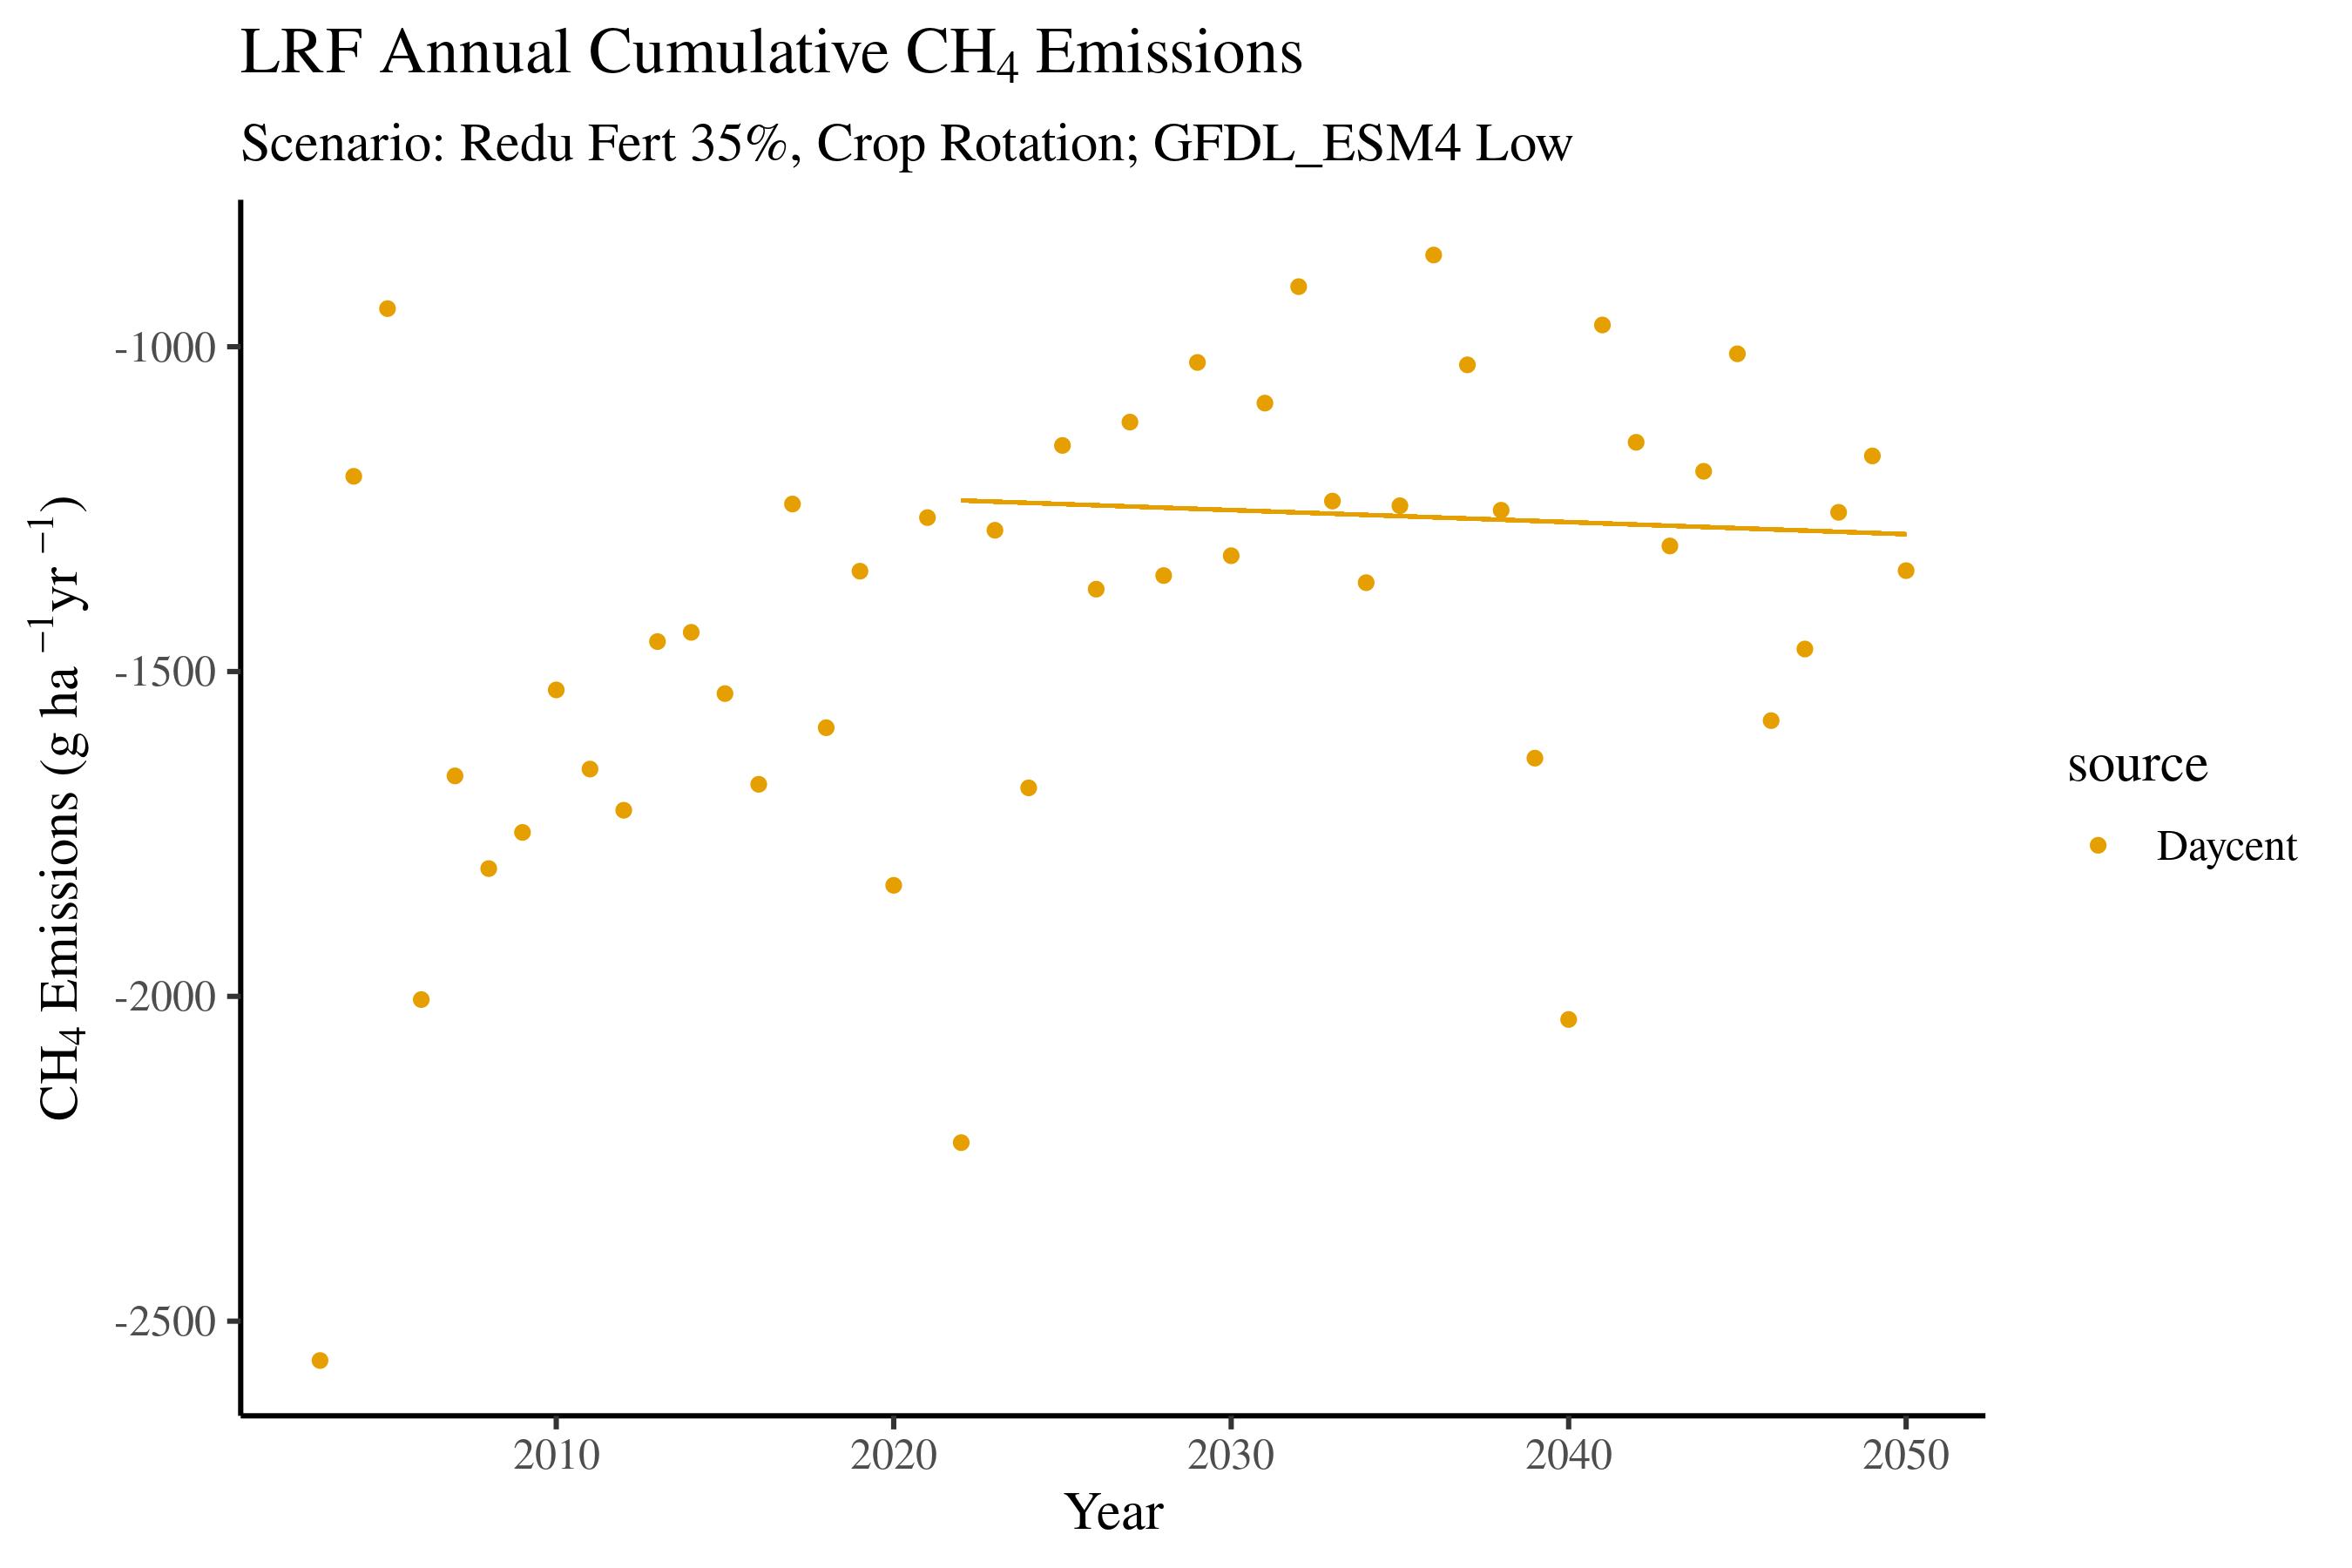 LRF Annual Cumulative CH₄ Emissions
Scenario: Redu Fert 35%, Crop Rotation; GFDL_ESM4 Low
CH₄ Emissions (g ha⁻¹yr⁻¹)
-1000
-1500
-2000
-2500
source
Daycent
2010 2020 2030 2040 2050
Year